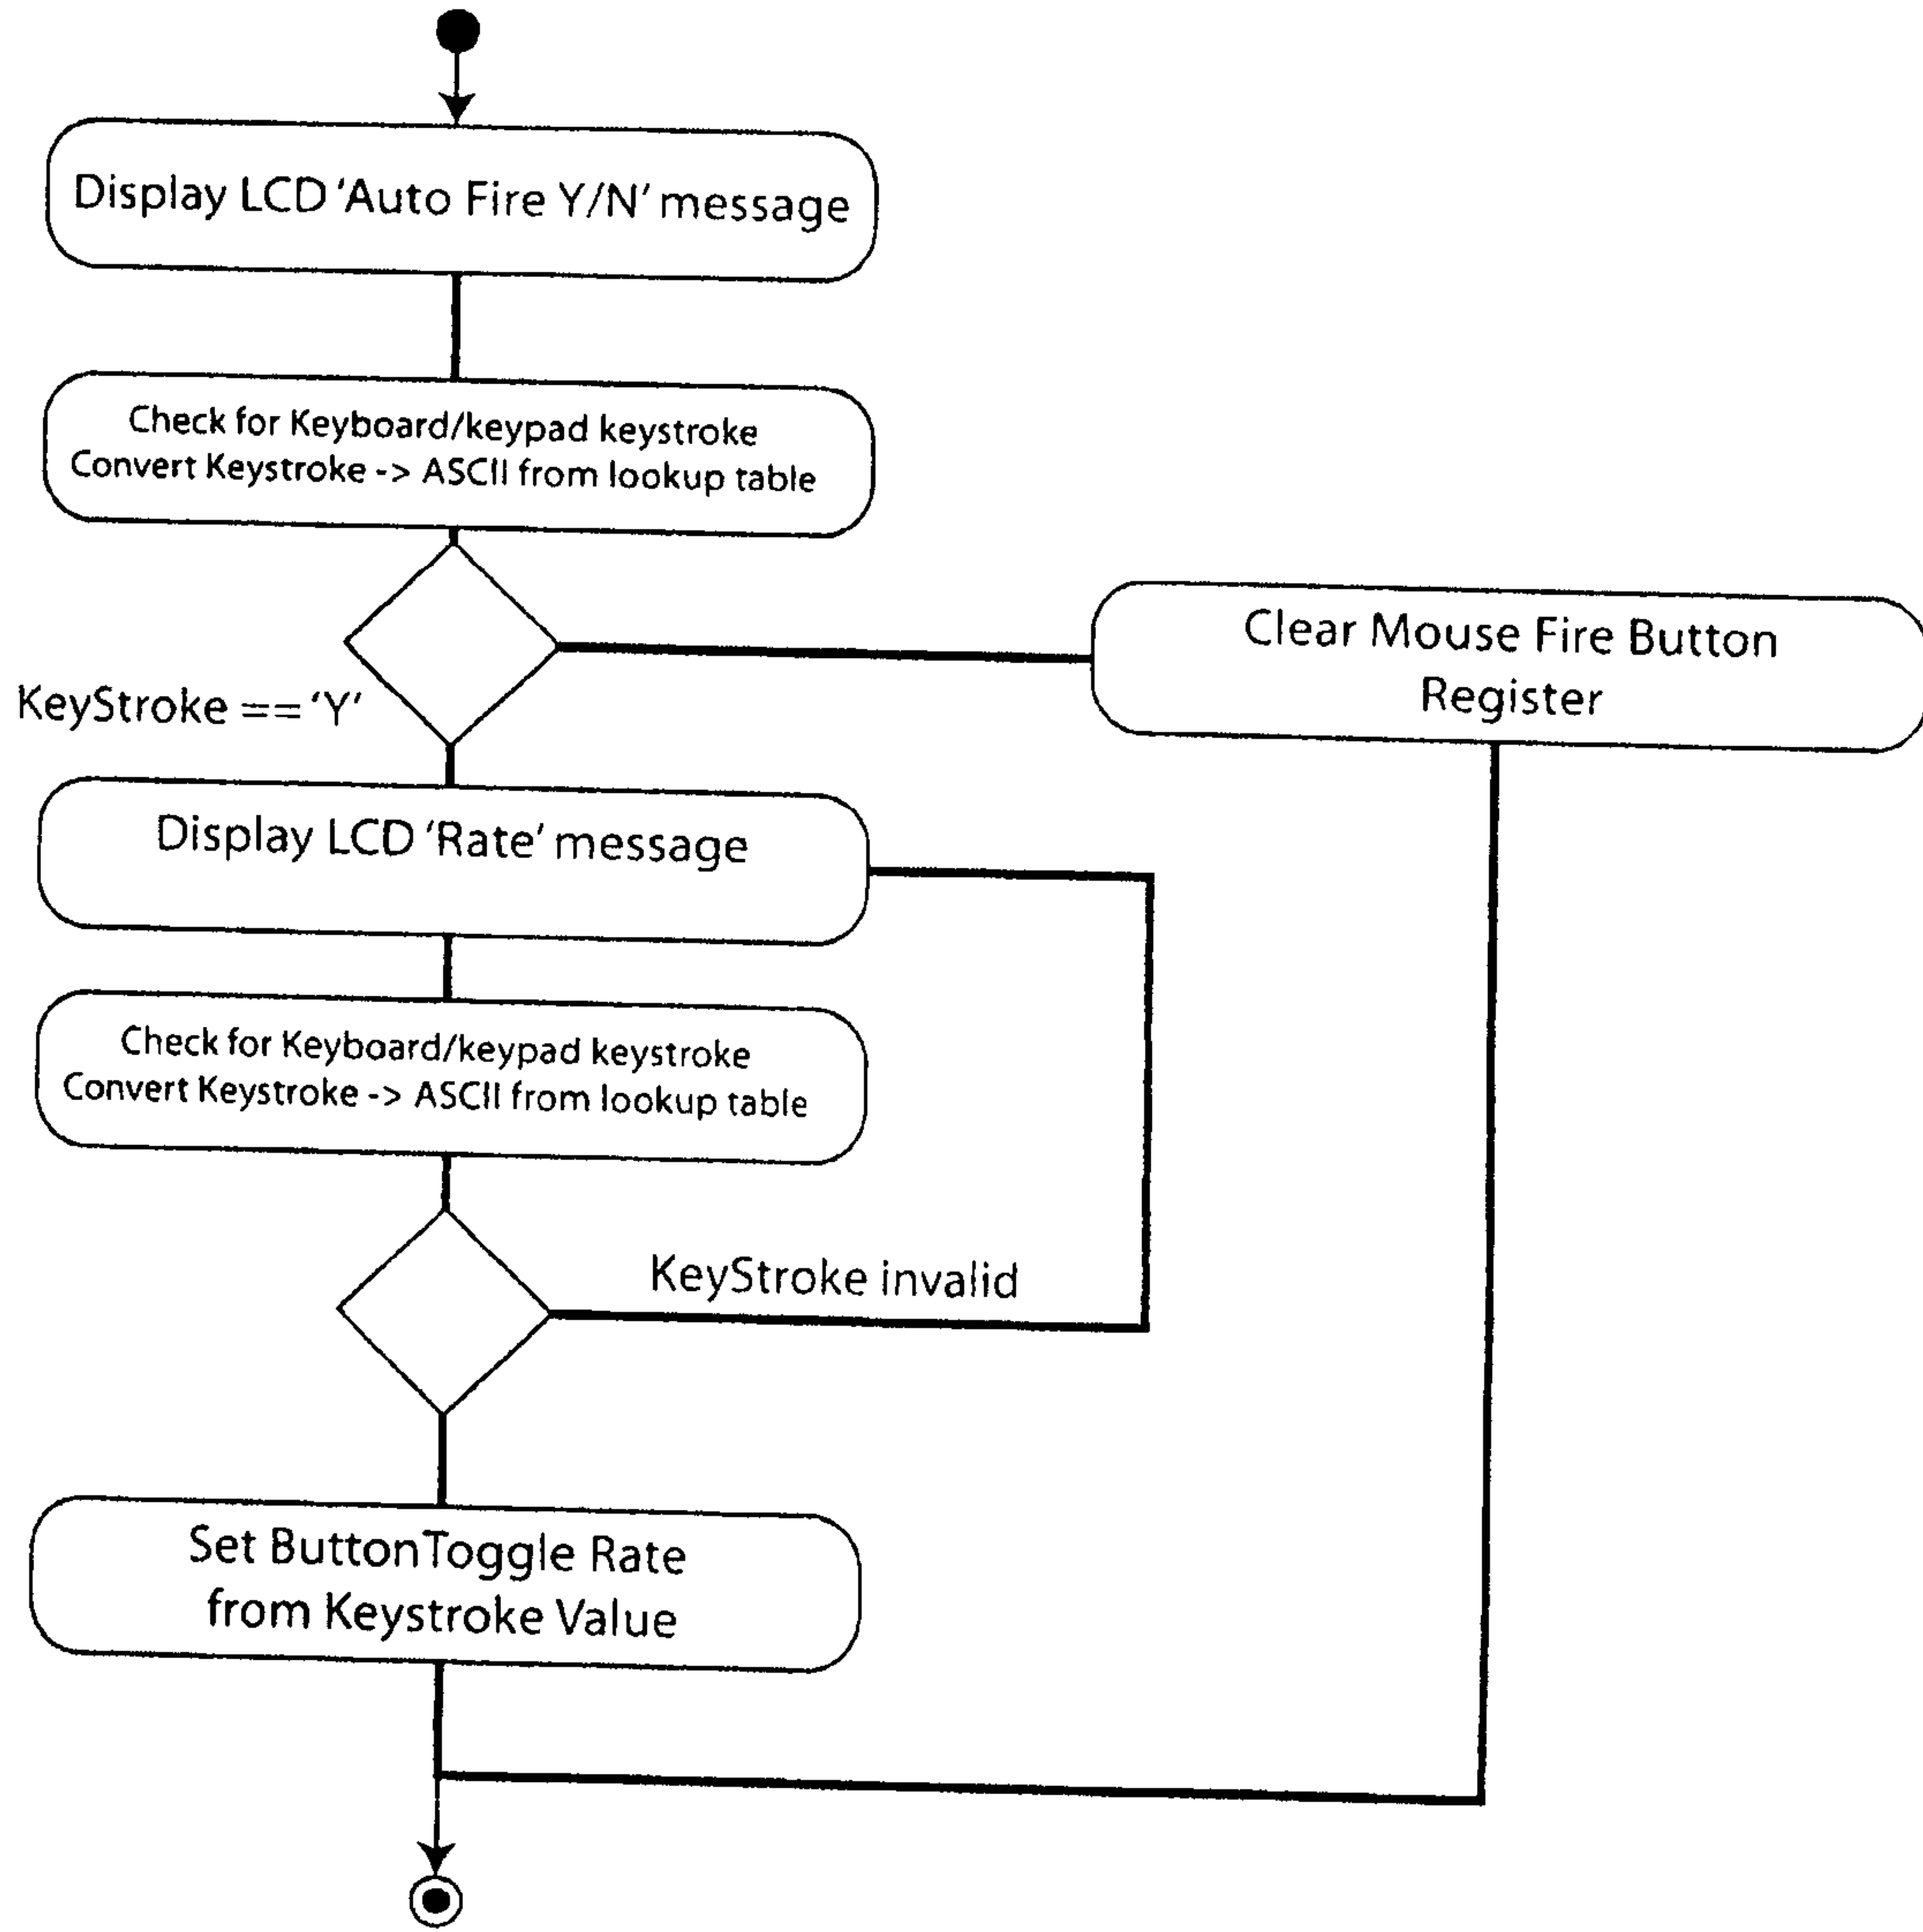 Display LCD 'Auto Fire Y/N' message
Check for Keyboard/keypad keystroke
Convert Keystroke -> ASCII from lookup table
Clear Mouse Fire Button
Register
KeyStroke == 'Y'
Display LCD 'Rate' message
Check for Keyboard/keypad keystroke
Convert Keystroke -> ASCII from lookup table
KeyStroke invalid
Set ButtonToggle Rate
from Keystroke Value